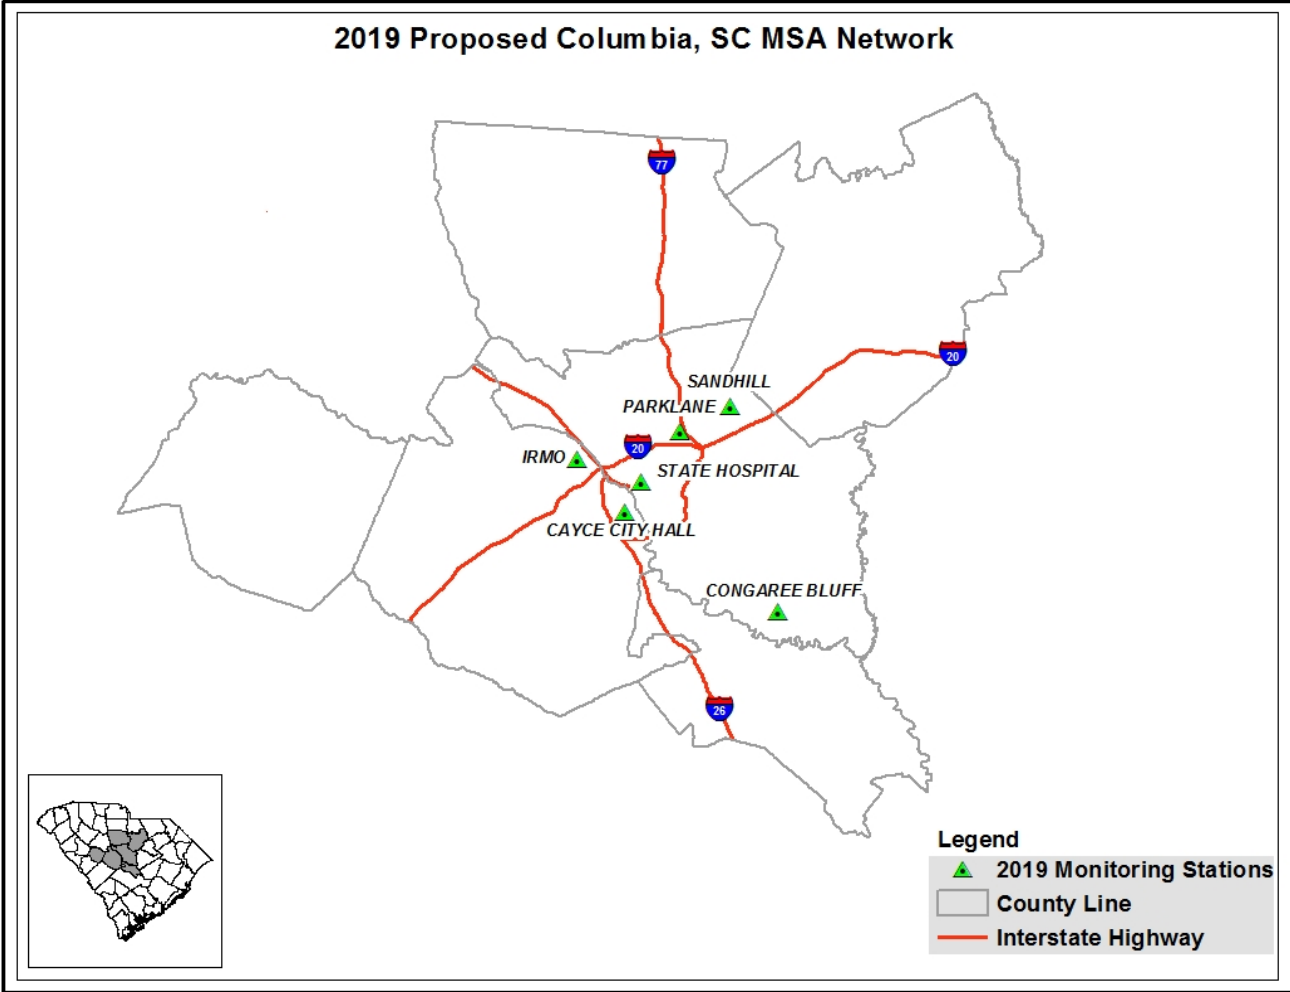 2019 Proposed Columbia, SC MSA Network
77
20
SANDHILL
PARKLANE
20
IRMO
STATE HOSPITAL
CAYCE CITY HALL
CONGAREE BLUFF
26
Legend
2019 Monitoring Stations
County Line
Interstate Highway